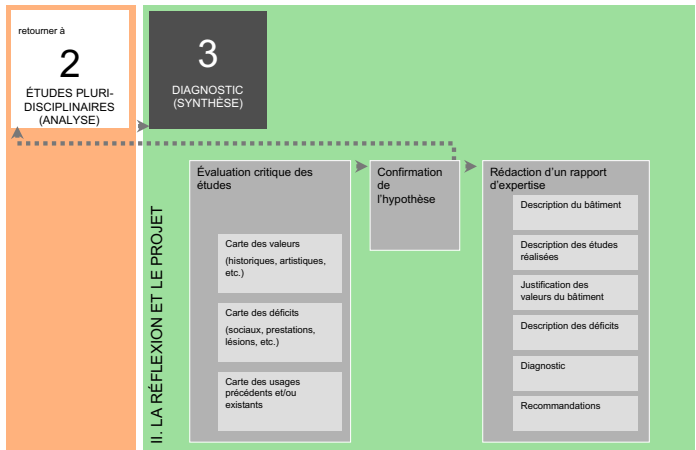 retourner à
2
ÉTUDES PLURI-
DISCIPLINAIRES
(ANALYSE)
3
DIAGNOSTIC
(SYNTHÈSE)
II. LA RÉFLEXION ET LE PROJET
Évaluation critique des
études
Carte des valeurs
(historiques, artistiques,
etc.)
Carte des déficits
(sociaux, prestations,
lésions, etc.)
Carte des usages
précédents et/ou
existants
Confirmation
de
l’hypothèse
Rédaction d’un rapport
d’expertise
Description du bâtiment
Description des études
réalisées
Justification des
valeurs du bâtiment
Description des déficits
Diagnostic
Recommandations